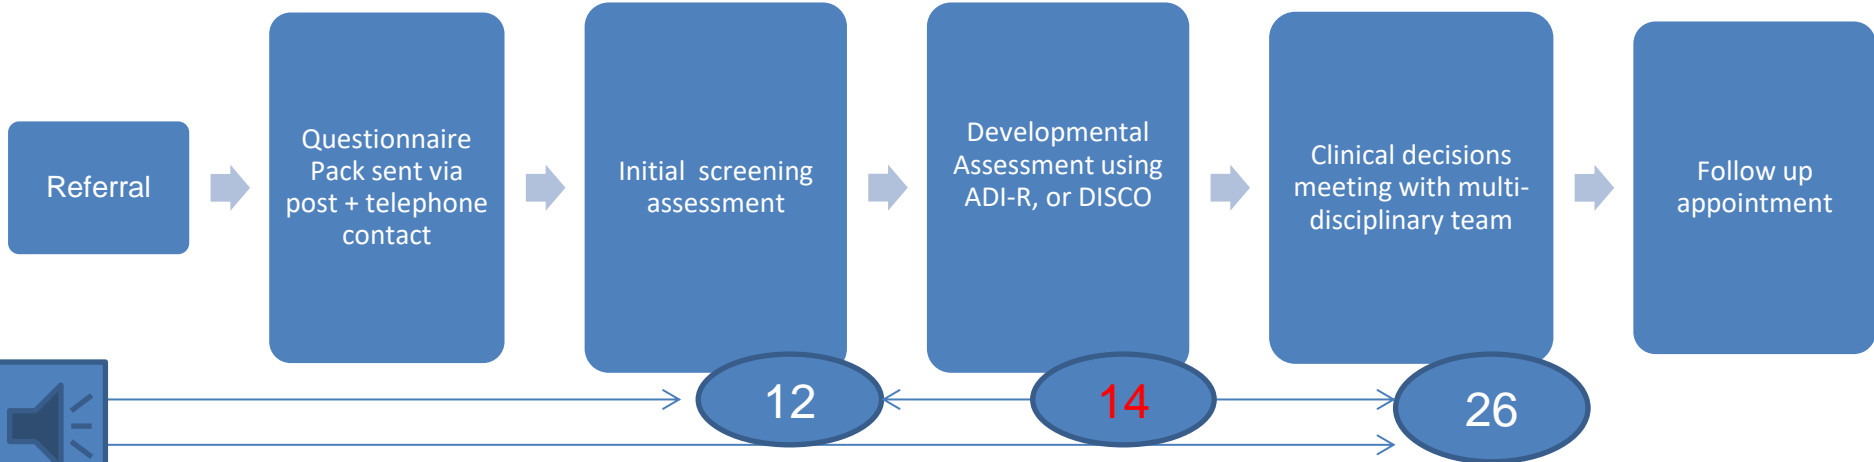 Referral
Questionnaire
Pack sent via
post + telephone
contact
Initial screening
assessment
Developmental
Assessment using
ADI-R, or DISCO
Clinical decisions
meeting with multi-
disciplinary team
Follow up
appointment
12
14
26